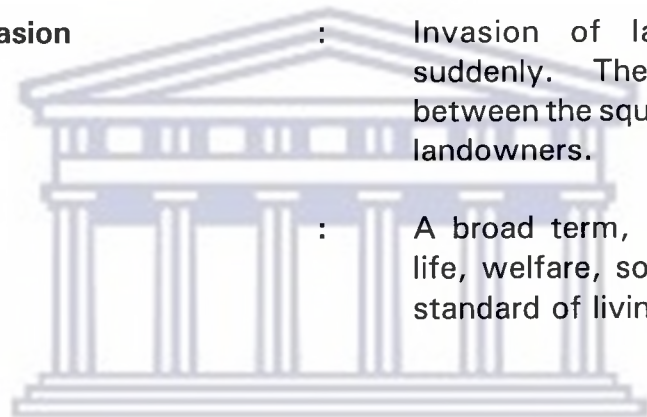 asion : Invasion of la
suddenly. The
between the squ
landowners.
: A broad term,
life, welfare, so
standard of livin